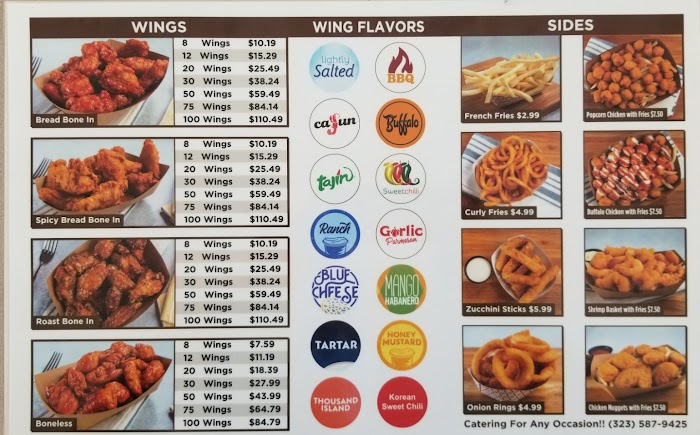 WINGS
8 Wings $10.19
12 Wings $15.29
20 Wings $25.49
30 Wings $38.24
50 Wings $59.49
75 Wings $84.14
100 Wings $110.49
Bread Bone In
8 Wings $10.19
12 Wings $15.29
20 Wings $25.49
30 Wings $38.24
50 Wings $59.49
75 Wings $84.14
100 Wings $110.49
Spicy Bread Bone In
8 Wings $10.19
12 Wings $15.29
20 Wings $25.49
30 Wings $38.24
50 Wings $59.49
75 Wings $84.14
100 Wings $110.49
Roast Bone In
8 Wings $7.59
12 Wings $11.19
20 Wings $18.39
30 Wings $27.99
50 Wings $43.99
75 Wings $64.79
100 Wings $84.79
Boneless
WING FLAVORS
lightly
Salted
BBQ
cajun
Buffalo
tajín
Sweetchili
Ranch
Garlic
Parmesan
BLUE
CHEESE
MANGO
HABANERO
TARTAR
HONEY
MUSTARD
THOUSAND
ISLAND
Korean
Sweet Chili
SIDES
French Fries $2.99
Popcorn Chicken with Fries $7.50
Curly Fries $4.99
Buffalo Chicken with Fries $7.50
Zucchini Sticks $5.99
Shrimp Basket with Fries $7.50
Onion Rings $4.99
Chicken Nuggets with Fries $7.50
Catering For Any Occasion!! (323) 587-9425